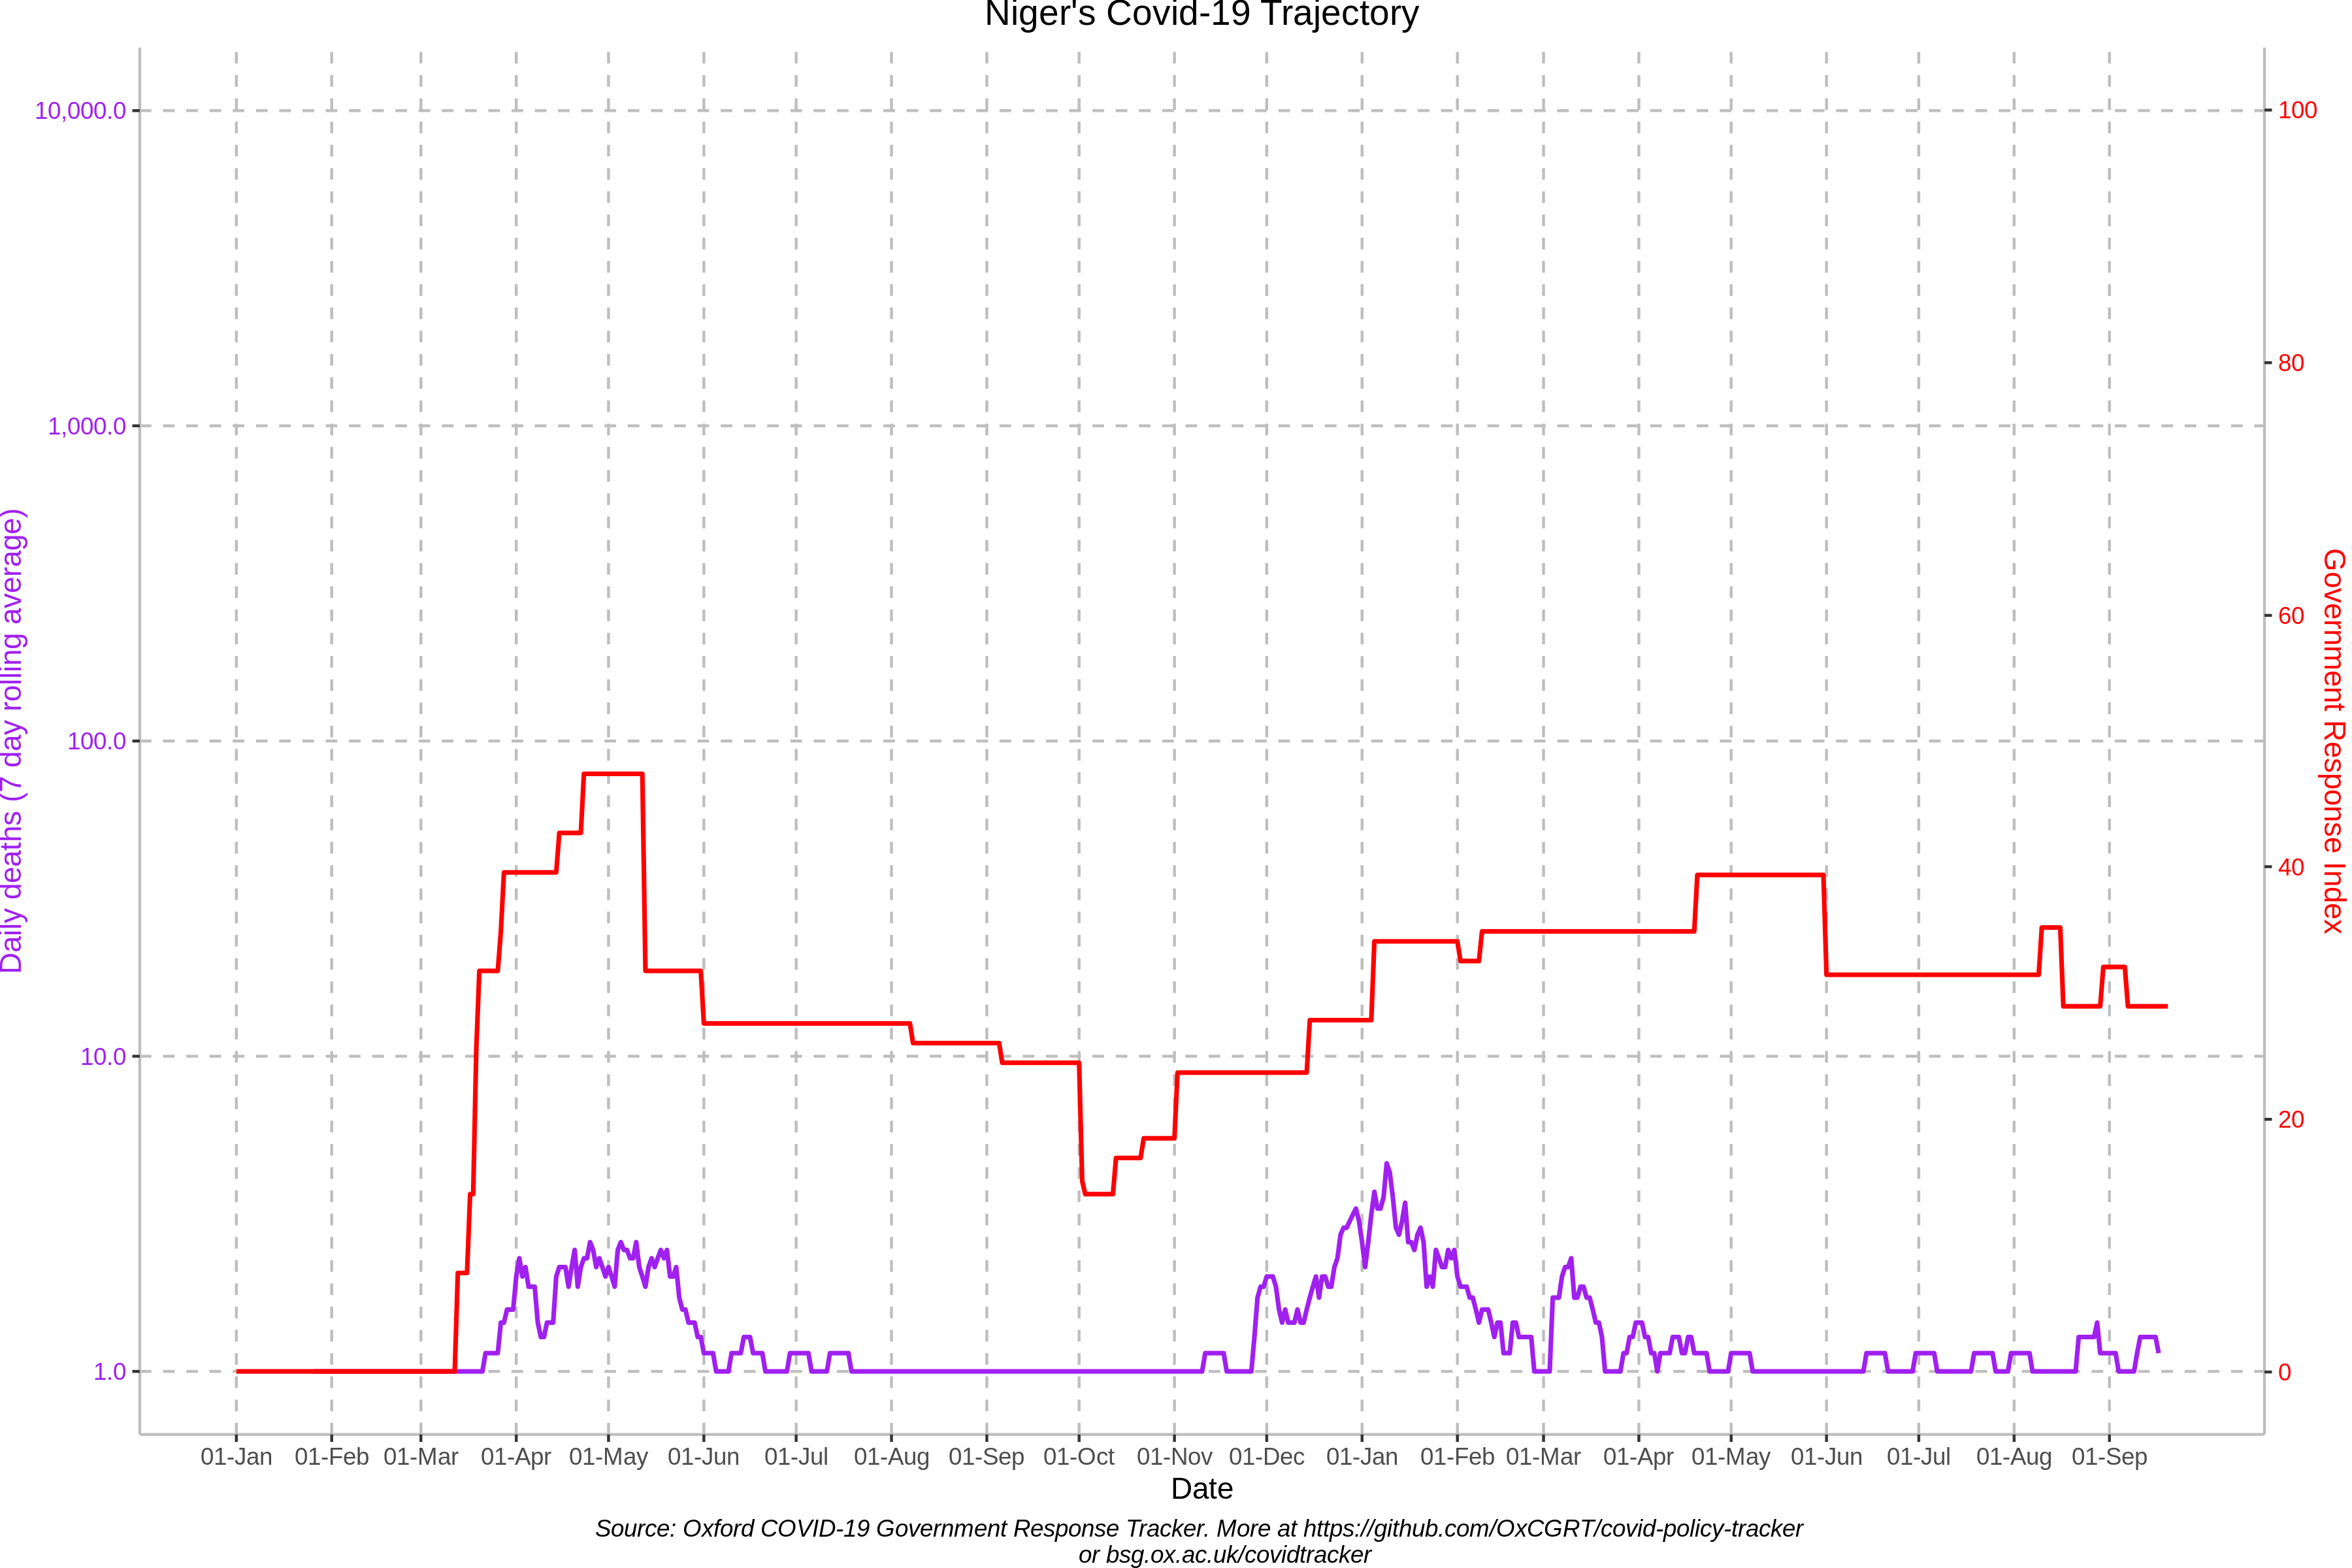 Niger's Covid-19 Trajectory
10,000.0
1,000.0
100.0
10.0
1.0
Daily deaths (7 day rolling average)
100
80
60
40
20
0
Government Response Index
01-Jan 01-Feb 01-Mar 01-Apr 01-May 01-Jun 01-Jul 01-Aug 01-Sep 01-Oct 01-Nov 01-Dec 01-Jan 01-Feb 01-Mar 01-Apr 01-May 01-Jun 01-Jul 01-Aug 01-Sep
Date
Source: Oxford COVID-19 Government Response Tracker. More at https://github.com/OxCGRT/covid-policy-tracker
or bsg.ox.ac.uk/covidtracker